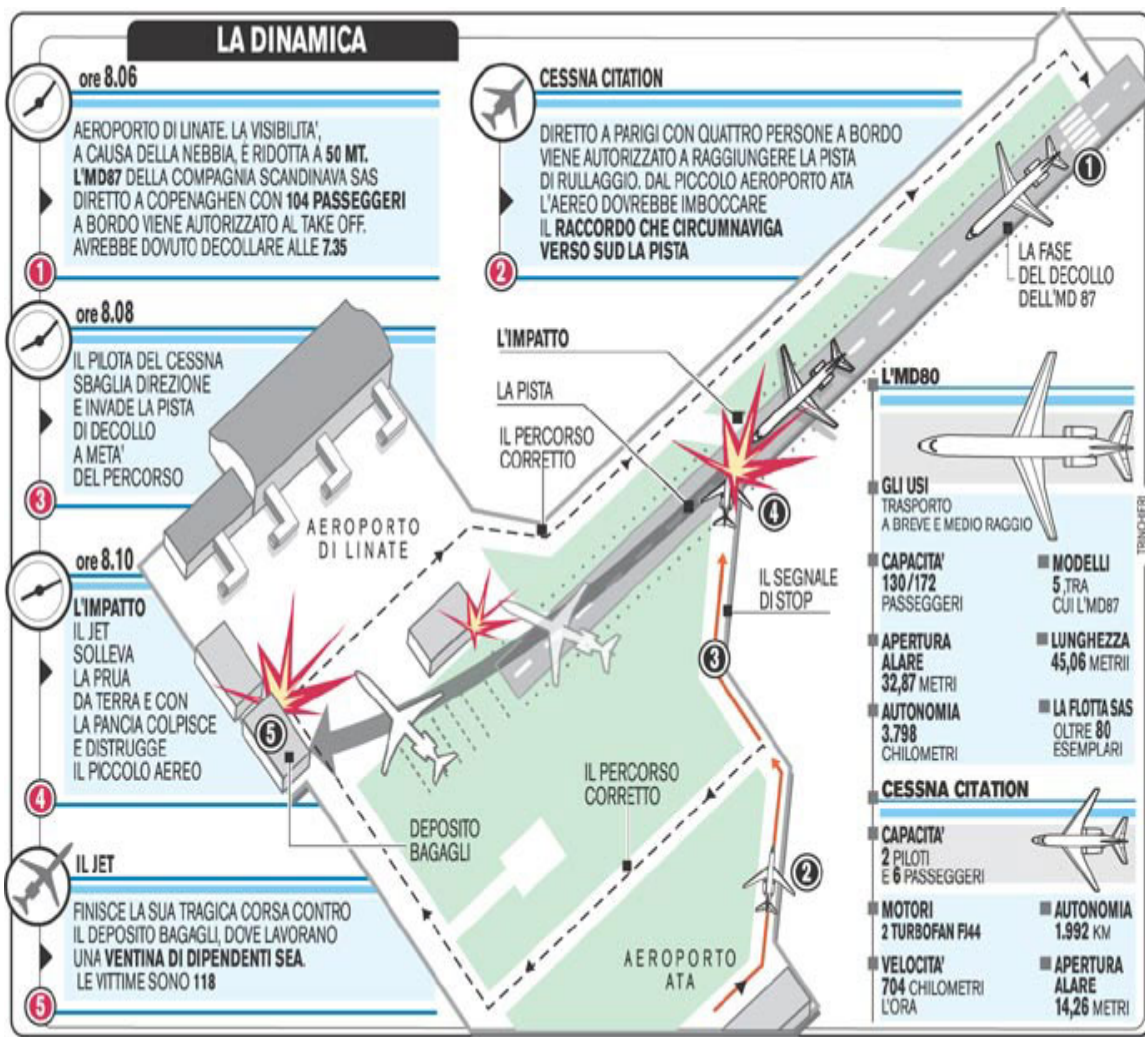 LA DINAMICA
ore 8.06
AEROPORTO DI LINATE. LA VISIBILITA',
A CAUSA DELLA NEBBIA, È RIDOTTA A 50 MT.
L'MD87 DELLA COMPAGNIA SCANDINAVA SAS
DIRETTO A COPENAGHEN CON 104 PASSEGGERI
A BORDO VIENE AUTORIZZATO AL TAKE OFF.
AVREBBE DOVUTO DECOLLARE ALLE 7.35
1
CESSNA CITATION
DIRETTO A PARIGI CON QUATTRO PERSONE A BORDO
VIENE AUTORIZZATO A RAGGIUNGERE LA PISTA
DI RULLAGGIO. DAL PICCOLO AEROPORTO ATA
L'AEREO DOVREBBE IMBOCCARE
IL RACCORDO CHE CIRCUMNAVIGA
VERSO SUD LA PISTA
2
ore 8.08
IL PILOTA DEL CESSNA
SBAGLIA DIREZIONE
E INVADE LA PISTA
DI DECOLLO
A META'
DEL PERCORSO
3
ore 8.10
L'IMPATTO
IL JET
SOLLEVA
LA PRUA
DA TERRA E CON
LA PANCIA COLPISCE
E DISTRUGGE
IL PICCOLO AEREO
4
IL JET
FINISCE LA SUA TRAGICA CORSA CONTRO
IL DEPOSITO BAGAGLI, DOVE LAVORANO
UNA VENTINA DI DIPENDENTI SEA.
LE VITTIME SONO 118
5
1
LA FASE
DEL DECOLLO
DELL'MD 87
L'IMPATTO
LA PISTA
IL PERCORSO
CORRETTO
AEROPORTO
DI LINATE
4
IL SEGNALE
DI STOP
3
5
DEPOSITO
BAGAGLI
IL PERCORSO
CORRETTO
2
AEROPORTO
ATA
L'MD80
GLI USI
TRASPORTO
A BREVE E MEDIO RAGGIO
CAPACITA'
130/172
PASSEGGERI
MODELLI
5 ,TRA
CUI L'MD87
APERTURA
ALARE
32,87 METRI
LUNGHEZZA
45,06 METRII
AUTONOMIA
3.798
CHILOMETRI
LA FLOTTA SAS
OLTRE 80
ESEMPLARI
CESSNA CITATION
CAPACITA'
2 PILOTI
E 6 PASSEGGERI
MOTORI
2 TURBOFAN FJ44
AUTONOMIA
1.992 KM
VELOCITA'
704 CHILOMETRI
L'ORA
APERTURA
ALARE
14,26 METRI